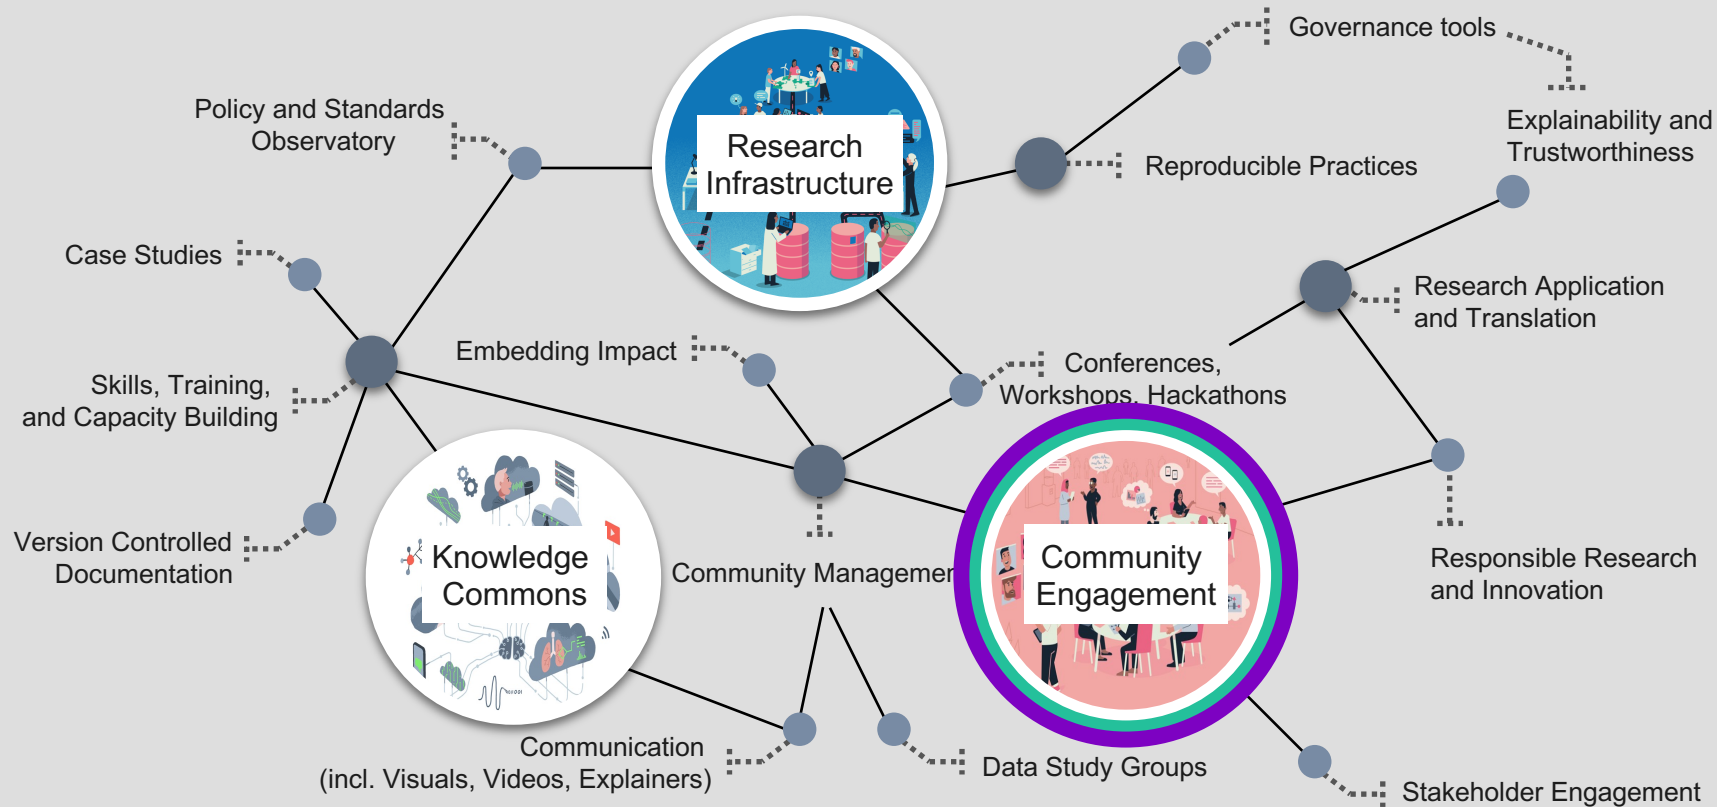 Governance tools
Policy and Standards
Observatory
Research
Infrastructure
Explainability and
Trustworthiness
Reproducible Practices
Case Studies
Research Application
and Translation
Embedding Impact
Conferences,
Workshops, Hackathons
Skills, Training,
and Capacity Building
Version Controlled
Documentation
Knowledge
Commons
Community Managemen
Community
Engagement
Responsible Research
and Innovation
Communication
(incl. Visuals, Videos, Explainers)
Data Study Groups
Stakeholder Engagement